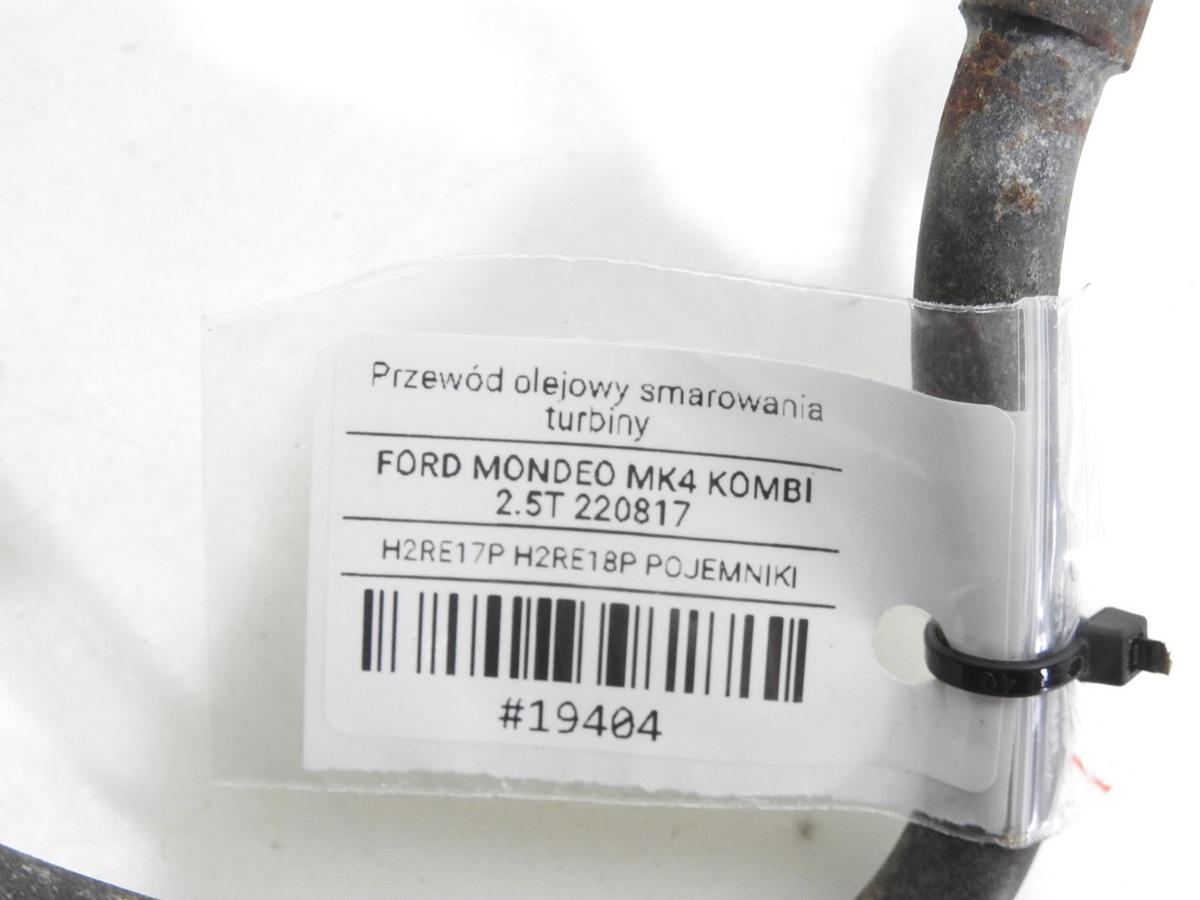 Przewód olejowy smarowania
turbiny
FORD MONDEO MK4 KOMBI
2.5T 220817
H2RE17P H2RE18P POJEMNIKI
#19404